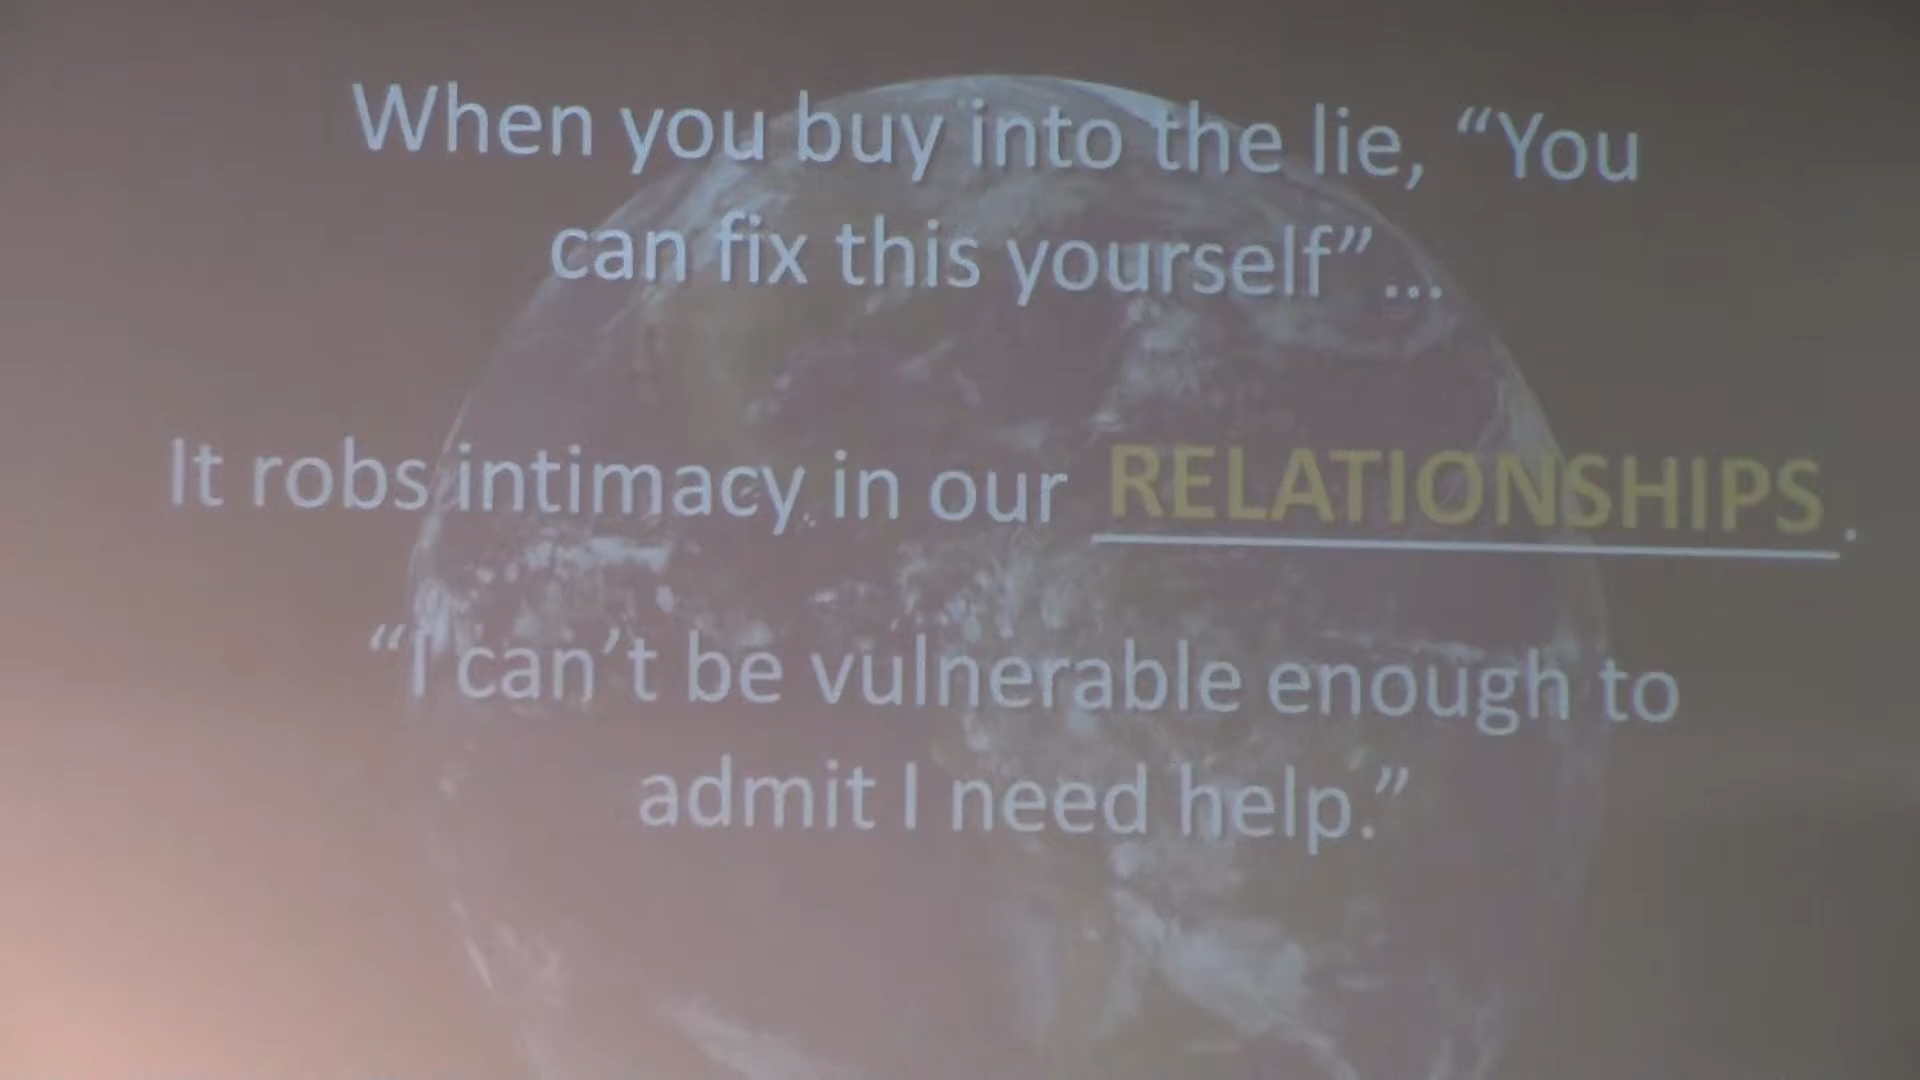 When you buy into the lie, “You
can fix this yourself”...
It robs intimacy in our RELATIONSHIPS.
“I can’t be vulnerable enough to
admit I need help.”